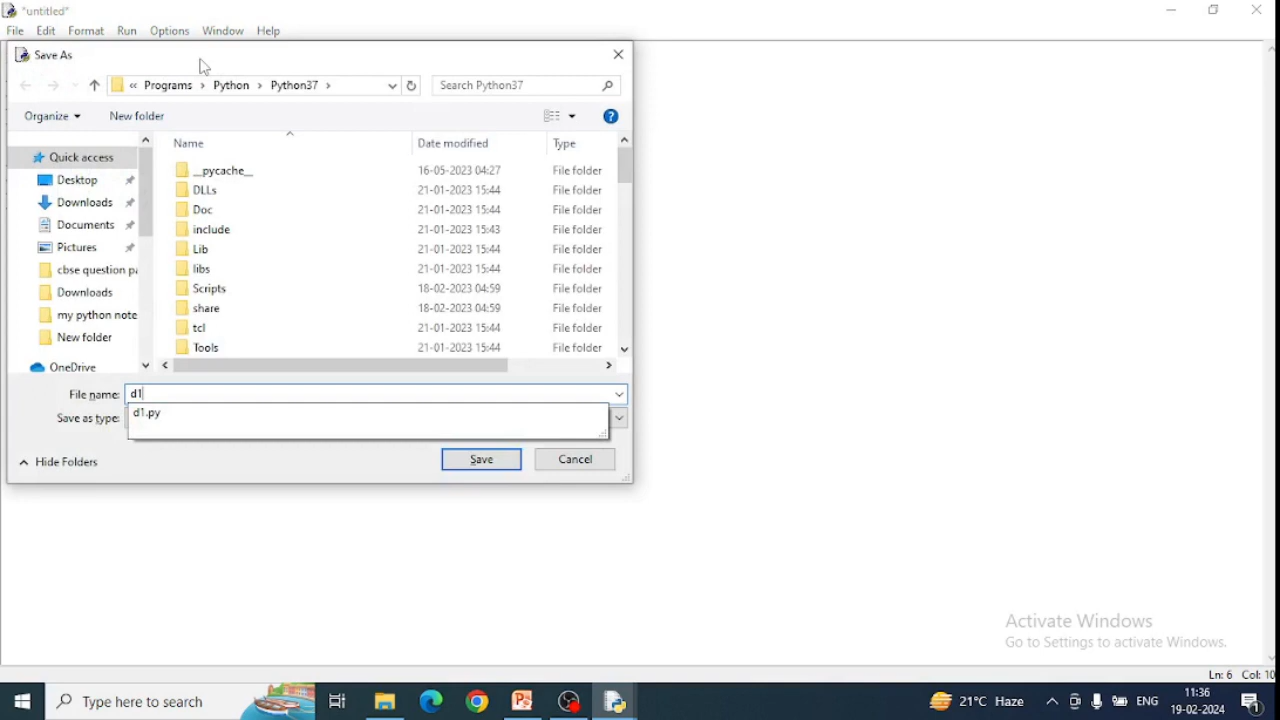 *untitled*
File Edit Format Run Options Window Help
Save As
« Programs › Python › Python37 ›
Search Python37
Organize New folder
Name Date modified Type
Quick access
Desktop
Downloads
Documents
Pictures
cbse question pa
Downloads
my python note
New folder
OneDrive
__pycache__ 16-05-2023 04:27 File folder
DLLs 21-01-2023 15:44 File folder
Doc 21-01-2023 15:44 File folder
include 21-01-2023 15:43 File folder
Lib 21-01-2023 15:44 File folder
libs 21-01-2023 15:44 File folder
Scripts 18-02-2023 04:59 File folder
share 18-02-2023 04:59 File folder
tcl 21-01-2023 15:44 File folder
Tools 21-01-2023 15:44 File folder
File name: d1
d1.py
Save as type:
Hide Folders
Save Cancel
Activate Windows
Go to Settings to activate Windows.
Ln: 6 Col: 10
Type here to search
21°C Haze
ENG
11:36
19-02-2024
1